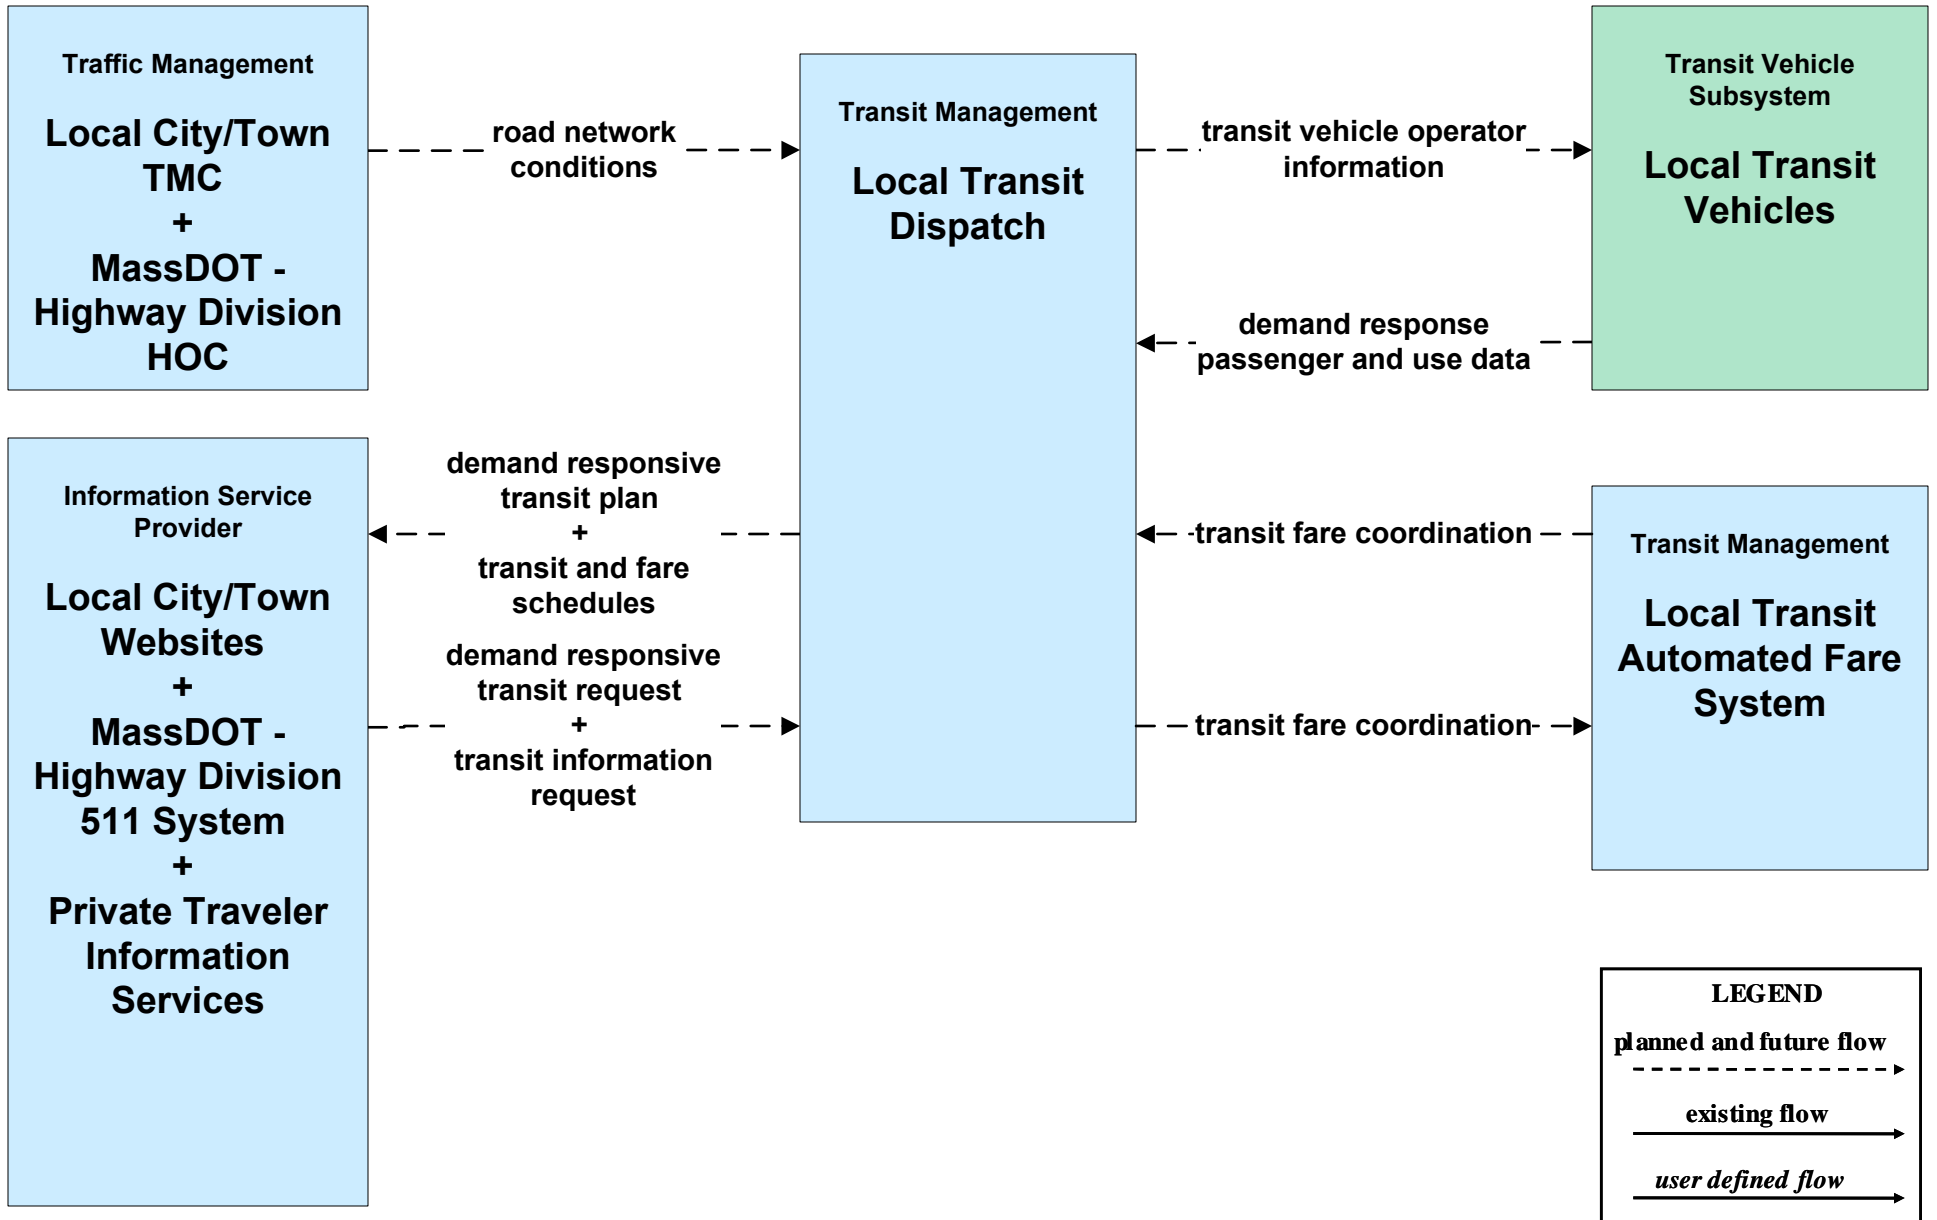 Traffic Management
Local City/Town
TMC
+
MassDOT -
Highway Division
HOC
road network
conditions
Transit Management
Local Transit
Dispatch
transit vehicle operator
information
Transit Vehicle
Subsystem
Local Transit
Vehicles
demand response
passenger and use data
Information Service
Provider
Local City/Town
Websites
+
MassDOT -
Highway Division
511 System
+
Private Traveler
Information
Services
demand responsive
transit plan
+
transit and fare
schedules
demand responsive
transit request
+
transit information
request
transit fare coordination
transit fare coordination
Transit Management
Local Transit
Automated Fare
System
LEGEND
planned and future flow
existing flow
user defined flow